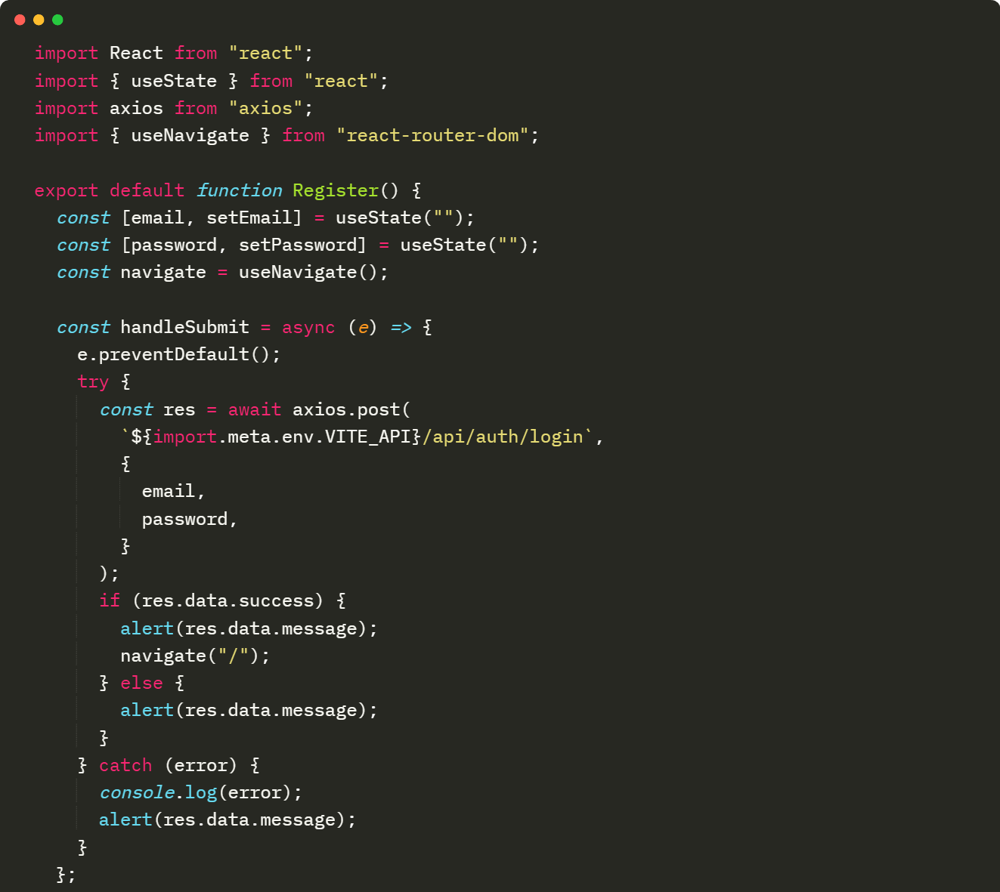 import React from "react";
import { useState } from "react";
import axios from "axios";
import { useNavigate } from "react-router-dom";

export default function Register() {
  const [email, setEmail] = useState("");
  const [password, setPassword] = useState("");
  const navigate = useNavigate();

  const handleSubmit = async (e) => {
    e.preventDefault();
    try {
      const res = await axios.post(
        `${import.meta.env.VITE_API}/api/auth/login`,
        {
          email,
          password,
        }
      );
      if (res.data.success) {
        alert(res.data.message);
        navigate("/");
      } else {
        alert(res.data.message);
      }
    } catch (error) {
      console.log(error);
      alert(res.data.message);
    }
  };